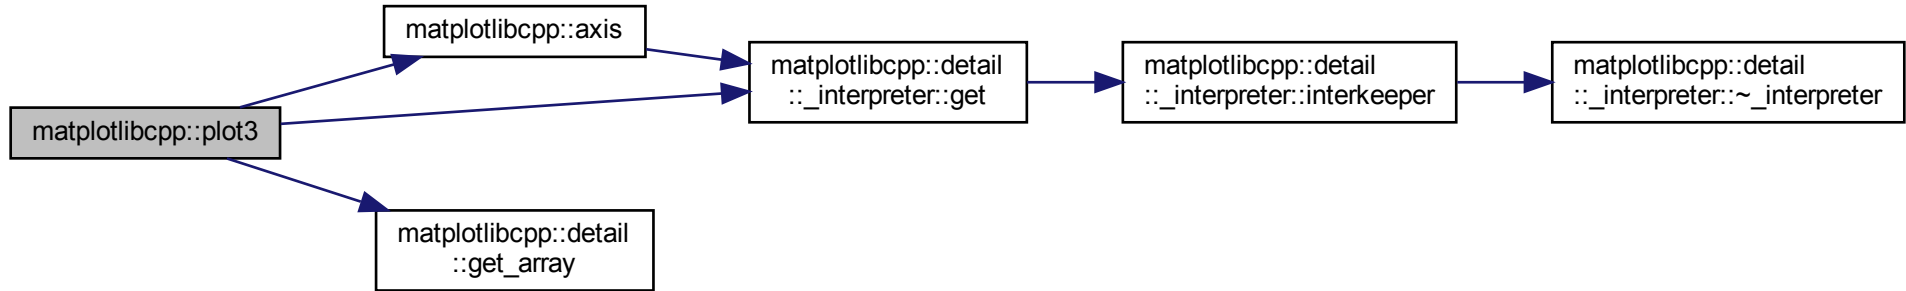 matplotlibcpp::plot3
matplotlibcpp::axis
matplotlibcpp::detail
::get_array
matplotlibcpp::detail
::_interpreter::get
matplotlibcpp::detail
::_interpreter::interkeeper
matplotlibcpp::detail
::_interpreter::~_interpreter